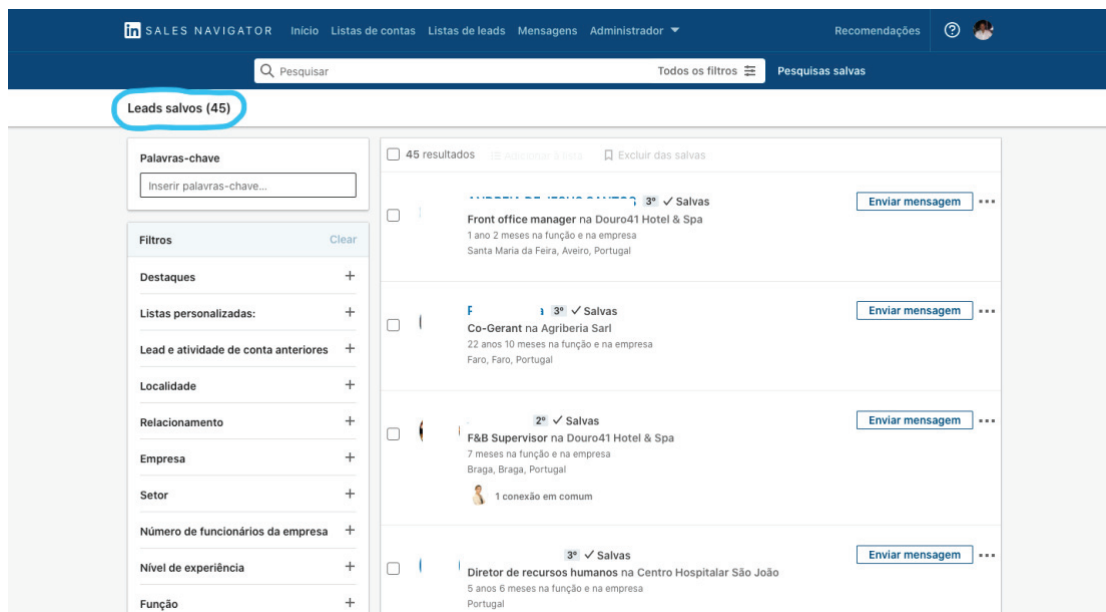 in SALES NAVIGATOR Início Listas de contas Listas de leads Mensagens Administrador Recomendações
Pesquisar Todos os filtros Pesquisas salvas
Leads salvos (45)
Palavras-chave
Inserir palavras-chave...
Filtros Clear
Destaques
Listas personalizadas:
Lead e atividade de conta anteriores
Localidade
Relacionamento
Empresa
Setor
Número de funcionários da empresa
Nível de experiência
Função
45 resultados Adicionar à lista Excluir das salvas
3º Salvas
Enviar mensagem
Front office manager na Douro41 Hotel & Spa
1 ano 2 meses na função e na empresa
Santa Maria da Feira, Aveiro, Portugal
3º Salvas
Enviar mensagem
Co-Gerant na Agriberia Sarl
22 anos 10 meses na função e na empresa
Faro, Faro, Portugal
2º Salvas
Enviar mensagem
F&B Supervisor na Douro41 Hotel & Spa
7 meses na função e na empresa
Braga, Braga, Portugal
1 conexão em comum
3º Salvas
Enviar mensagem
Diretor de recursos humanos na Centro Hospitalar São João
5 anos 6 meses na função e na empresa
Portugal